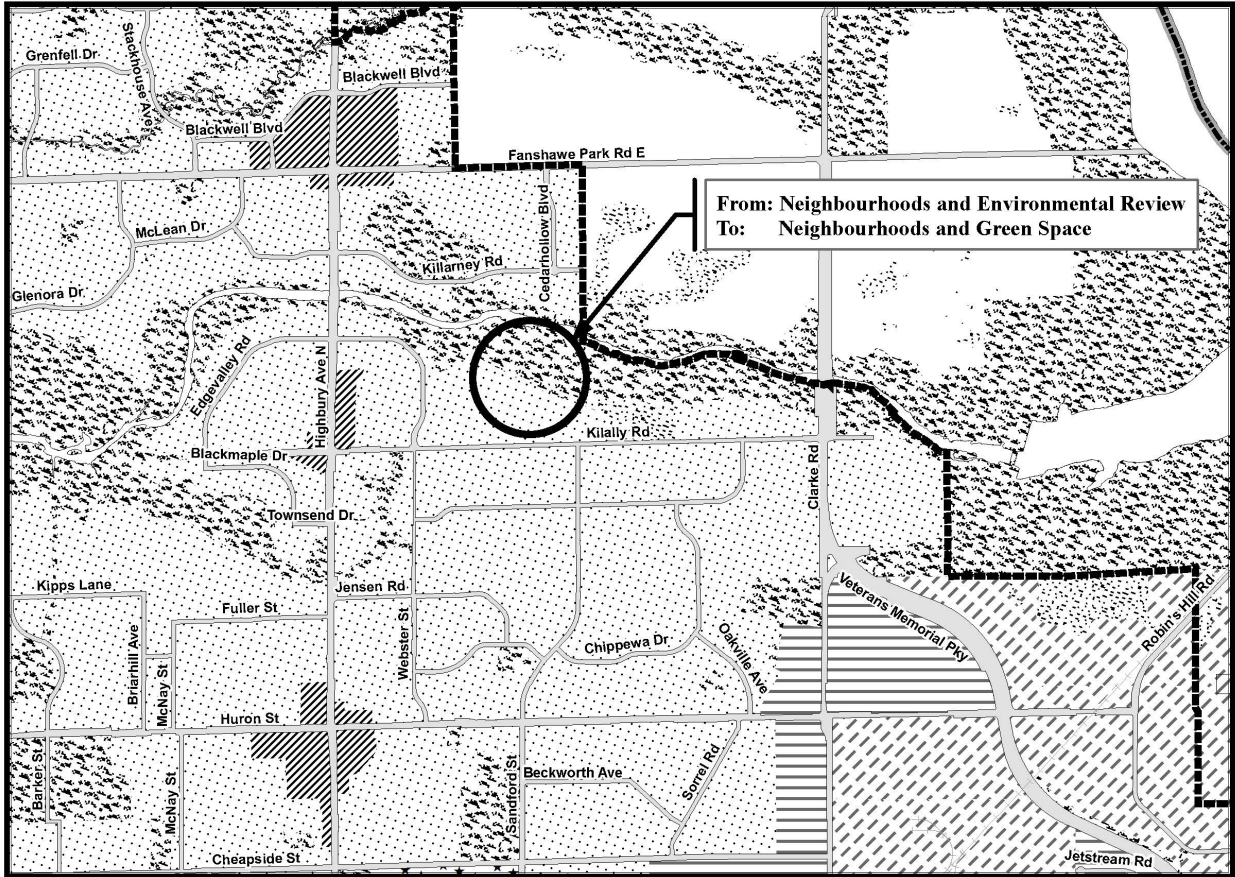 Grenfell Dr
Stackhouse Ave
Blackwell Blvd
Blackwell Blvd
Fanshawe Park Rd E
From: Neighbourhoods and Environmental Review
To: Neighbourhoods and Green Space
McLean Dr
Killarney Rd
Cedarhollow Blvd
Glenora Dr
Edgevalley Rd
Highbury Ave N
Kilally Rd
Blackmaple Dr
Clarke Rd
Townsend Dr
Kipps Lane
Jensen Rd
Fuller St
Veterans Memorial Pky
Robin's Hill Rd
Briarhill Ave
McNay St
Webster St
Chippewa Dr
Oakville Ave
Huron St
Barker St
McNay St
Sandford St
Beckworth Ave
Sorrel Rd
Cheapside St
Jetstream Rd